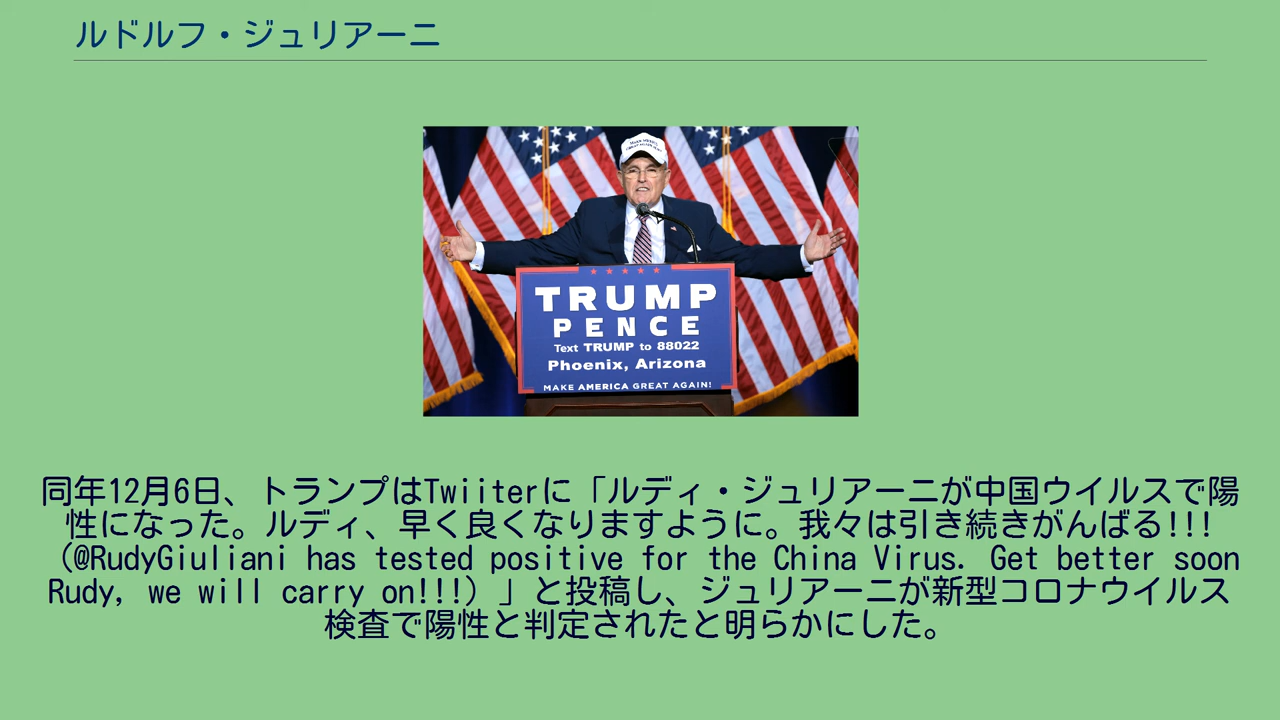 ルドルフ・ジュリアーニ
TRUMP
PENCE
Text TRUMP to 88022
Phoenix, Arizona
MAKE AMERICA GREAT AGAIN!
同年12月6日、トランプはTwiiterに「ルディ・ジュリアーニが中国ウイルスで陽
性になった。ルディ、早く良くなりますように。我々は引き続きがんばる!!!
（@RudyGiuliani has tested positive for the China Virus. Get better soon
Rudy, we will carry on!!!）」と投稿し、ジュリアーニが新型コロナウイルス
検査で陽性と判定されたと明らかにした。